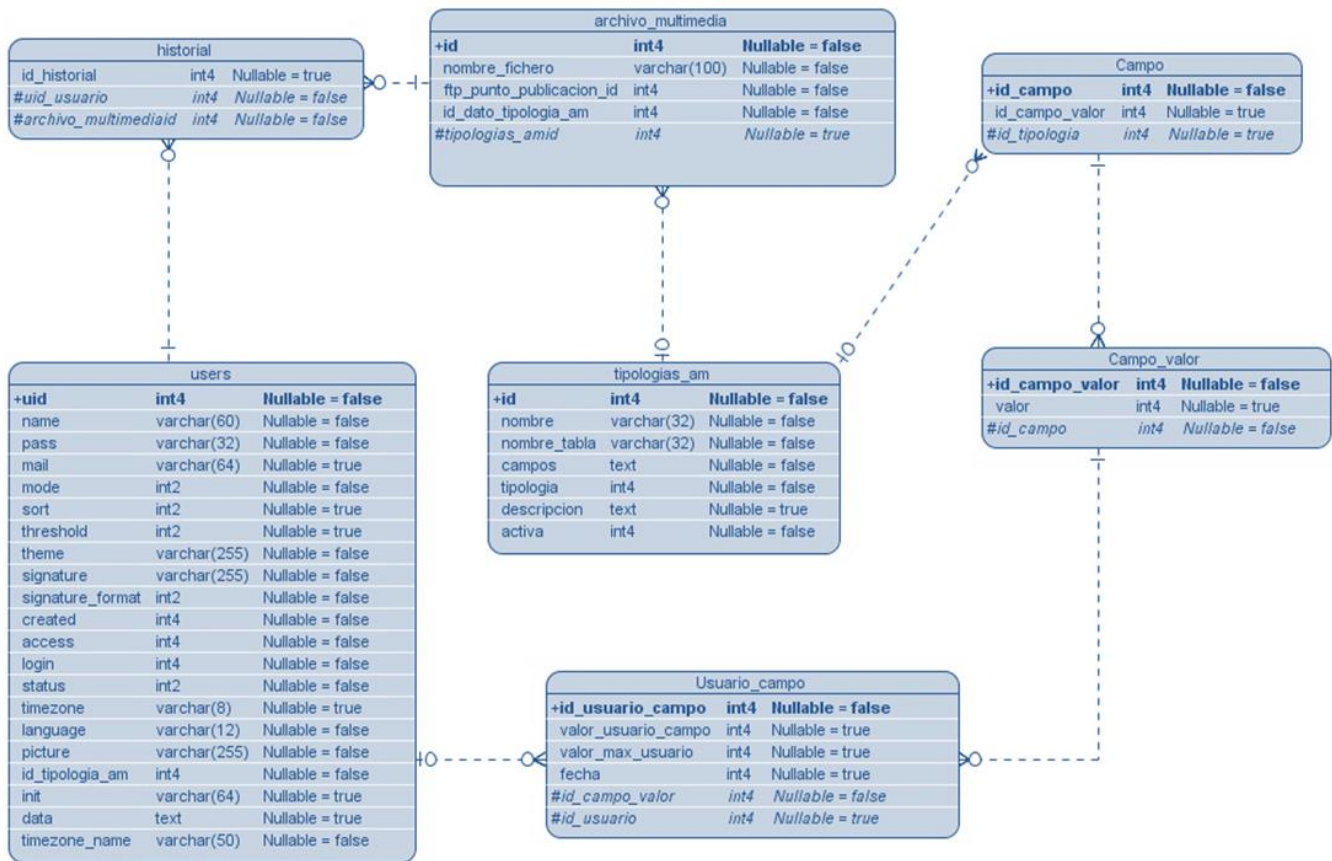 historial
id_historial int4 Nullable = true
#uid_usuario int4 Nullable = false
#archivo_multimediaid int4 Nullable = false
archivo_multimedia
+id int4 Nullable = false
nombre_fichero varchar(100) Nullable = false
ftp_punto_publicacion_id int4 Nullable = false
id_dato_tipologia_am int4 Nullable = false
#tipologias_amid int4 Nullable = true
Campo
+id_campo int4 Nullable = false
id_campo_valor int4 Nullable = true
#id_tipologia int4 Nullable = true
users
+uid int4 Nullable = false
name varchar(60) Nullable = false
pass varchar(32) Nullable = false
mail varchar(64) Nullable = true
mode int2 Nullable = false
sort int2 Nullable = true
threshold int2 Nullable = true
theme varchar(255) Nullable = false
signature varchar(255) Nullable = false
signature_format int2 Nullable = false
created int4 Nullable = false
access int4 Nullable = false
login int4 Nullable = false
status int2 Nullable = false
timezone varchar(8) Nullable = true
language varchar(12) Nullable = false
picture varchar(255) Nullable = false
id_tipologia_am int4 Nullable = false
init varchar(64) Nullable = true
data text Nullable = true
timezone_name varchar(50) Nullable = false
tipologias_am
+id int4 Nullable = false
nombre varchar(32) Nullable = false
nombre_tabla varchar(32) Nullable = false
campos text Nullable = false
tipologia int4 Nullable = false
descripcion text Nullable = true
activa int4 Nullable = false
Campo_valor
+id_campo_valor int4 Nullable = false
valor int4 Nullable = true
#id_campo int4 Nullable = false
Usuario_campo
+id_usuario_campo int4 Nullable = false
valor_usuario_campo int4 Nullable = true
valor_max_usuario int4 Nullable = true
fecha int4 Nullable = true
#id_campo_valor int4 Nullable = false
#id_usuario int4 Nullable = true